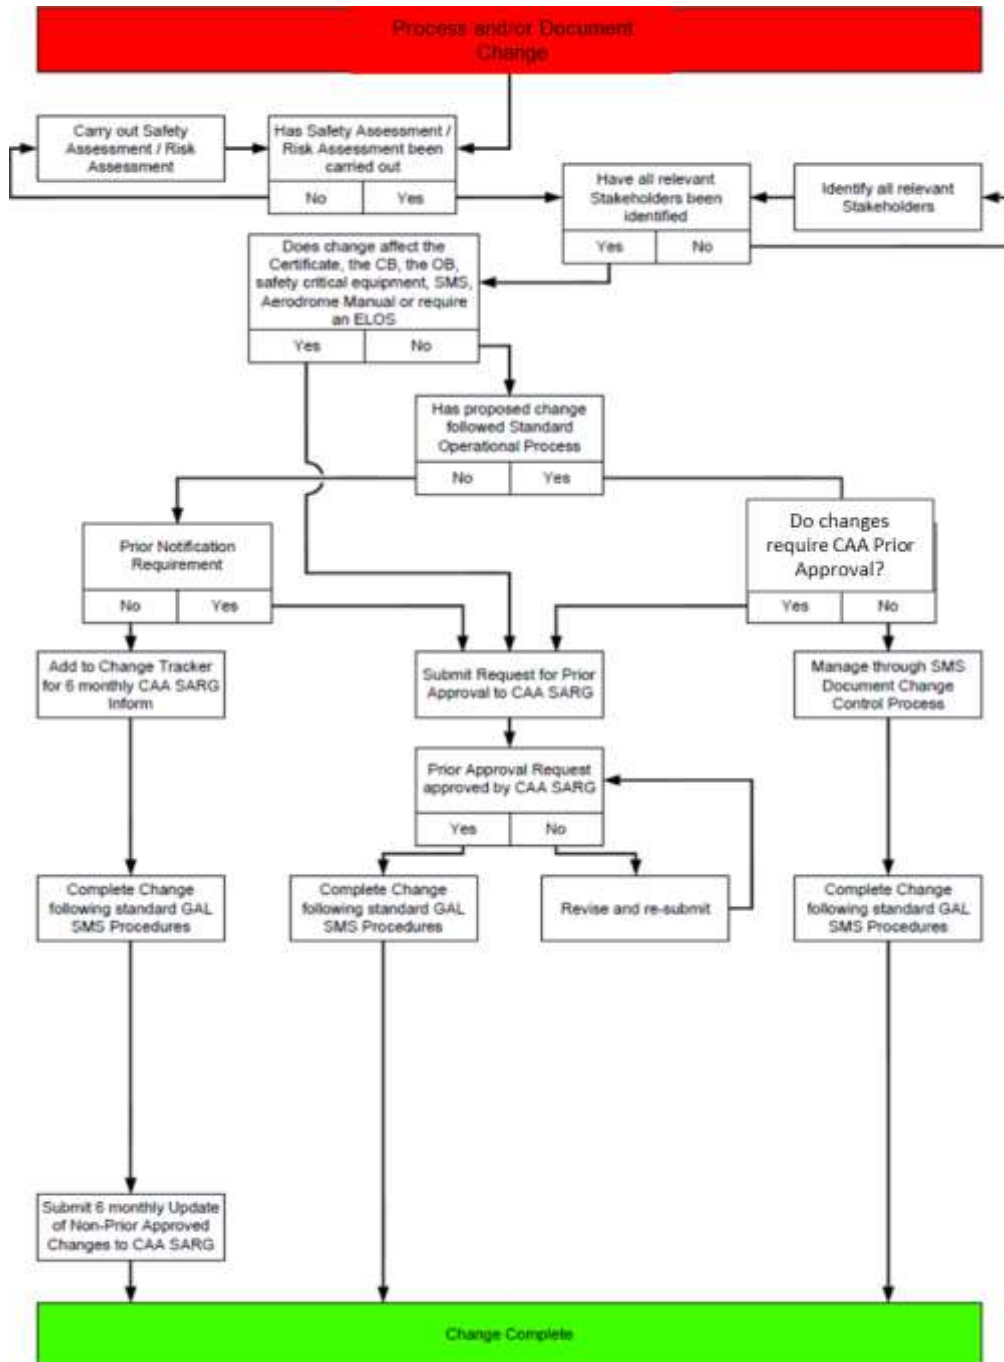 Process and/or Document
Change
Carry out Safety
Assessment / Risk
Assessment
Has Safety Assessment /
Risk Assessment been
carried out
No
Yes
Have all relevant
Stakeholders been
identified
Yes
No
Identify all relevant
Stakeholders
Does change affect the
Certificate, the CB, the OB,
safety critical equipment, SMS,
Aerodrome Manual or require
an ELOS
Yes
No
Has proposed change
followed Standard
Operational Process
No
Yes
Prior Notification
Requirement
No
Yes
Do changes
require CAA Prior
Approval?
Yes
No
Add to Change Tracker
for 6 monthly CAA SARG
Inform
Submit Request for Prior
Approval to CAA SARG
Manage through SMS
Document Change
Control Process
Prior Approval Request
approved by CAA SARG
Yes
No
Complete Change
following standard GAL
SMS Procedures
Complete Change
following standard GAL
SMS Procedures
Revise and re-submit
Complete Change
following standard GAL
SMS Procedures
Submit 6 monthly Update
of Non-Prior Approved
Changes to CAA SARG
Change Complete